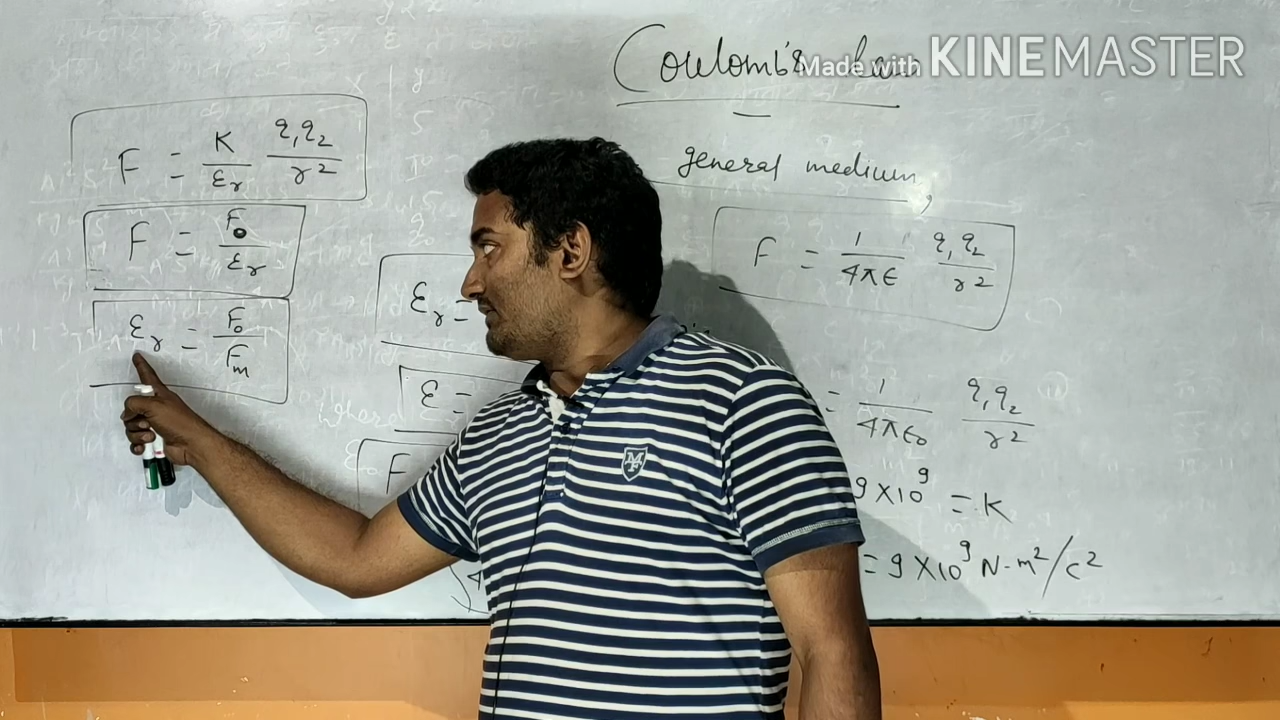 Coulomb's Law
Made with KINEMASTER
general medium,
F = K/εr q1q2/r²
F = F0/εr
εr = F0/Fm
εr =
ε =
F
F = 1/4πε q1q2/r²
= 1/4πε0 q1q2/r²
9×10⁹ = K
= 9×10⁹ N·m²/C²